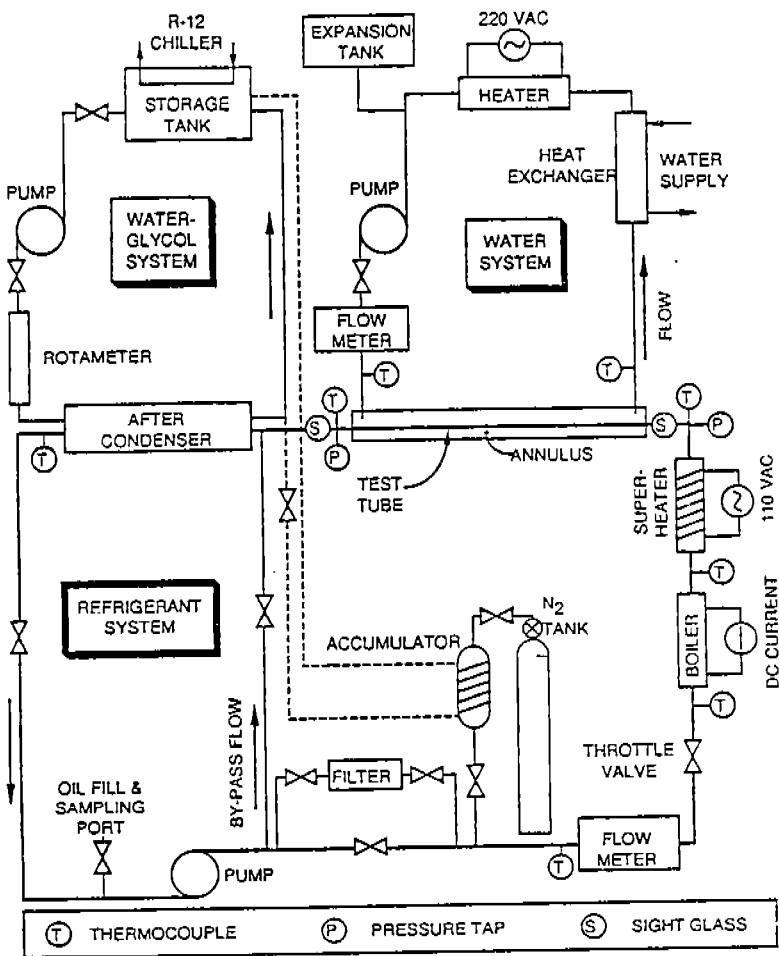 R-12
CHILLER
STORAGE
TANK
PUMP
WATER-
GLYCOL
SYSTEM
ROTAMETER
AFTER
CONDENSER
T
EXPANSION
TANK
220 VAC
HEATER
HEAT
EXCHANGER
WATER
SUPPLY
PUMP
WATER
SYSTEM
FLOW
METER
FLOW
T
T
S
T
P
TEST
TUBE
ANNULUS
S
T
P
SUPER-
HEATER
110 VAC
T
BOILER
DC CURRENT
T
THROTTLE
VALVE
REFRIGERANT
SYSTEM
ACCUMULATOR
N2
TANK
BY-PASS FLOW
FILTER
OIL FILL &
SAMPLING
PORT
PUMP
T
FLOW
METER
T THERMOCOUPLE
P PRESSURE TAP
S SIGHT GLASS